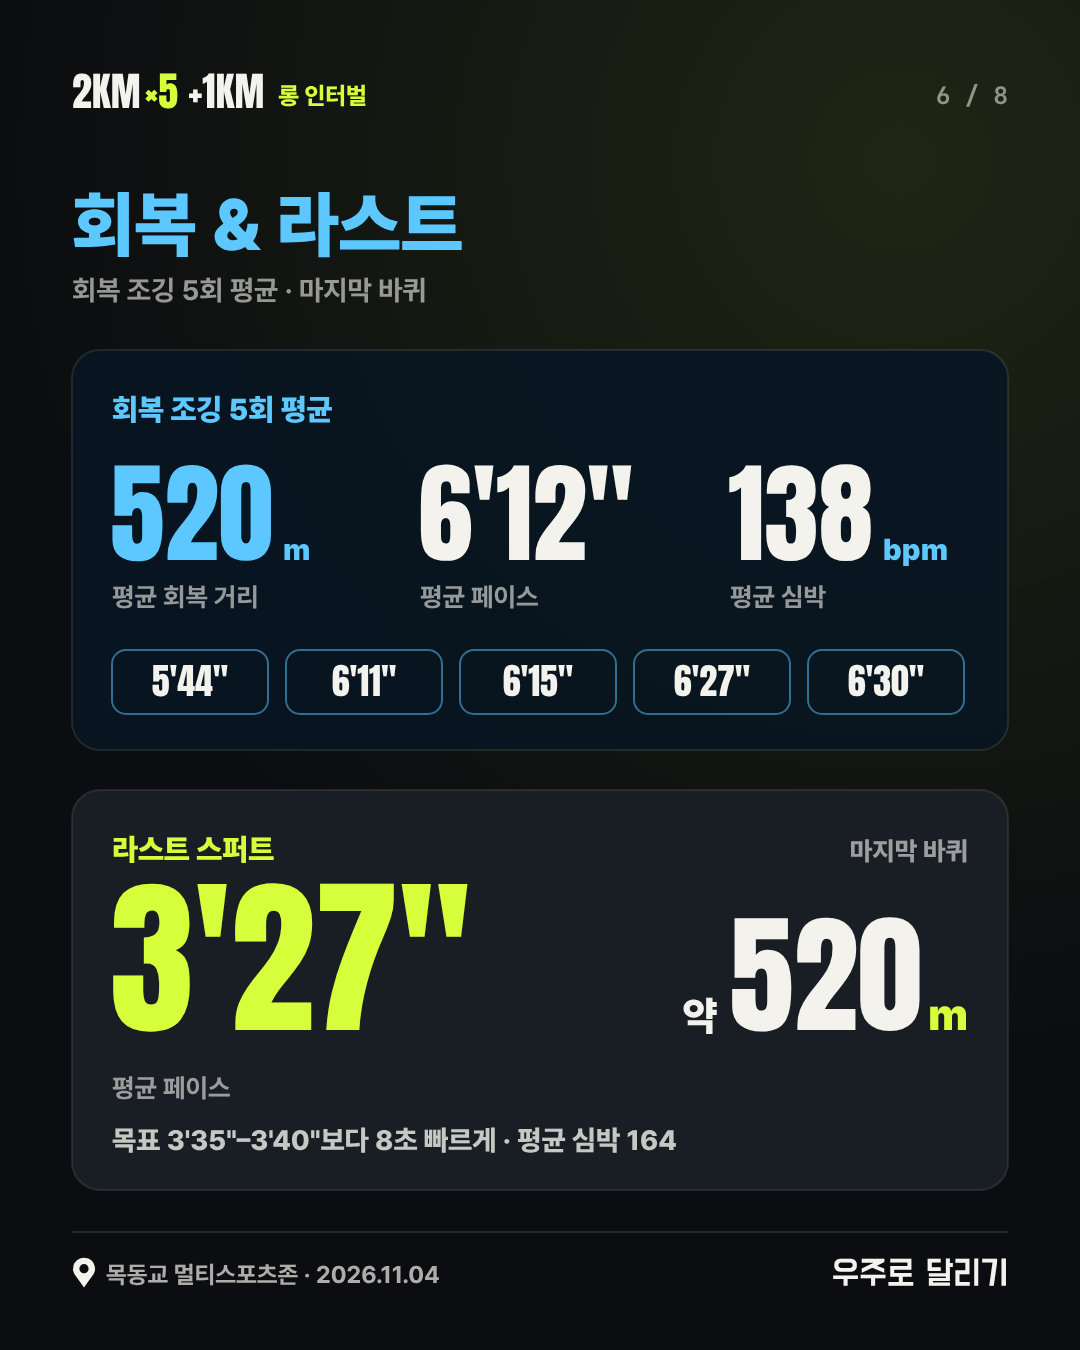 2KM ×5 +1KM 롱 인터벌
6 / 8
회복 & 라스트
회복 조깅 5회 평균 · 마지막 바퀴
회복 조깅 5회 평균
520 m
6'12"
138 bpm
평균 회복 거리
평균 페이스
평균 심박
5'44"
6'11"
6'15"
6'27"
6'30"
라스트 스퍼트
마지막 바퀴
3'27"
약 520 m
평균 페이스
목표 3'35"–3'40"보다 8초 빠르게 · 평균 심박 164
목동교 멀티스포츠존 · 2026.11.04
우주로 달리기